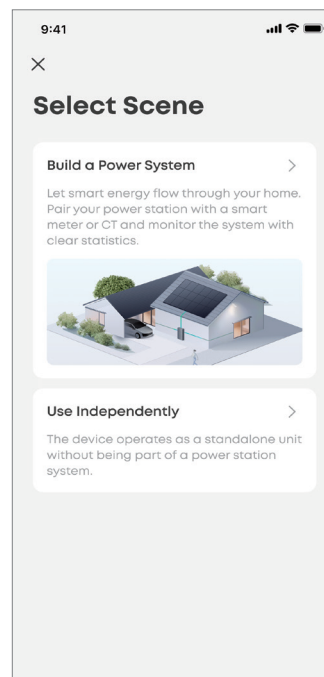 9:41
Select Scene
Build a Power System
Let smart energy flow through your home.
Pair your power station with a smart
meter or CT and monitor the system with
clear statistics.
Use Independently
The device operates as a standalone unit
without being part of a power station
system.